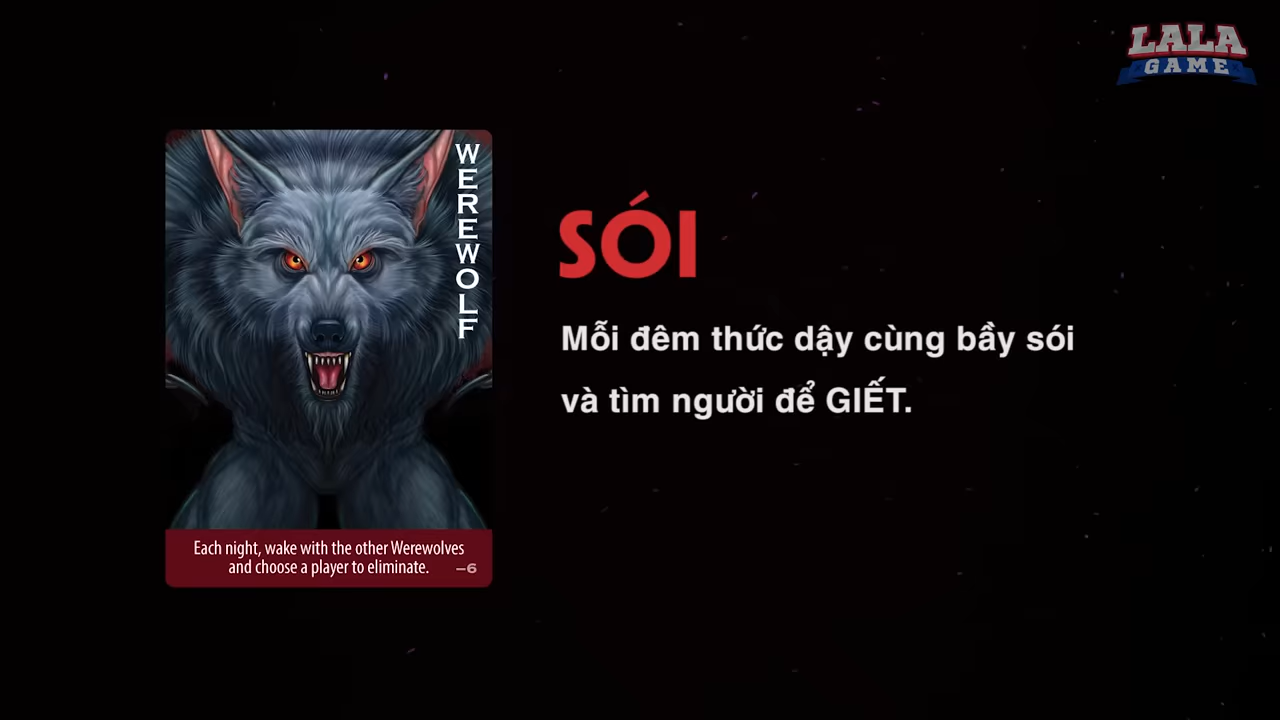 LALA
GAME
WEREWOLF
SÓI
Mỗi đêm thức dậy cùng bầy sói
và tìm người để GIẾT.
Each night, wake with the other Werewolves
and choose a player to eliminate.
–6